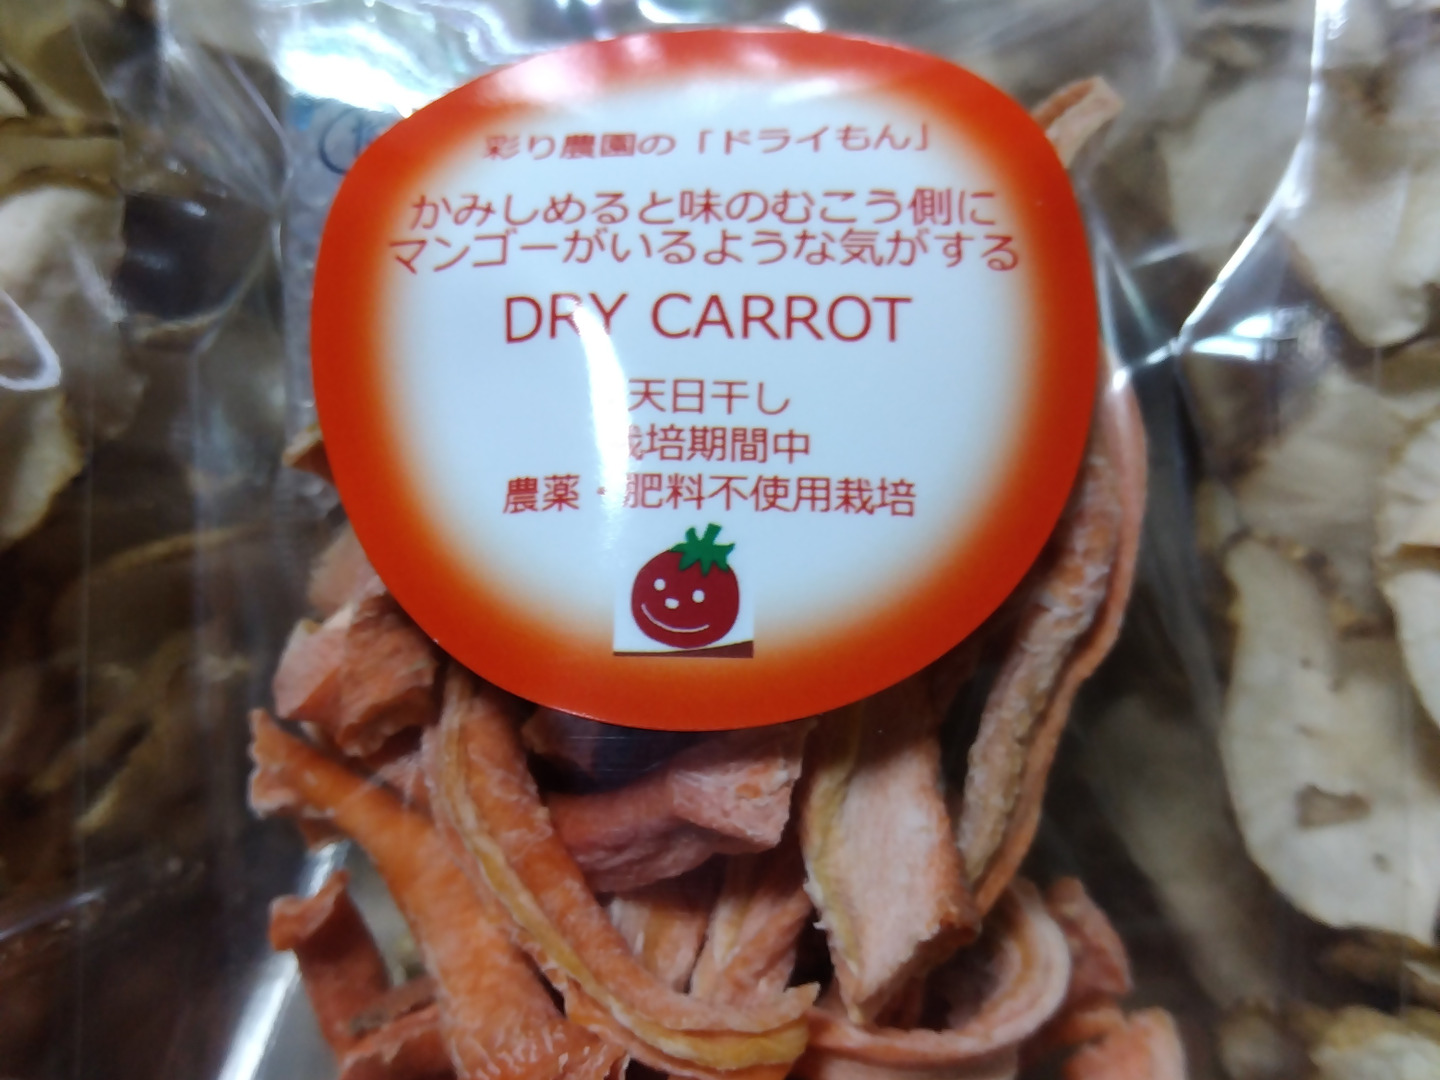 彩り農園の「ドライもん」
かみしめると味のむこう側に
マンゴーがいるような気がする
DRY CARROT
天日干し
栽培期間中
農薬・肥料不使用栽培